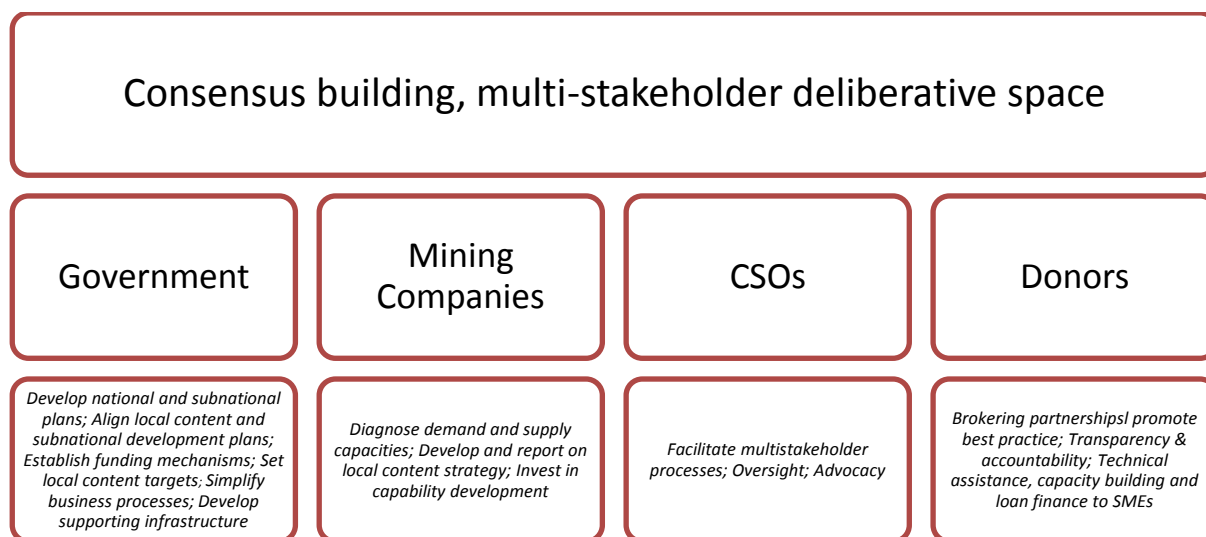 Consensus building, multi-stakeholder deliberative space
Government
Mining
Companies
CSOs
Donors
Develop national and subnational
plans; Align local content and
subnational development plans;
Establish funding mechanisms; Set
local content targets; Simplify
business processes; Develop
supporting infrastructure
Diagnose demand and supply
capacities; Develop and report on
local content strategy; Invest in
capability development
Facilitate multistakeholder
processes; Oversight; Advocacy
Brokering partnershipsl promote
best practice; Transparency &
accountability; Technical
assistance, capacity building and
loan finance to SMEs